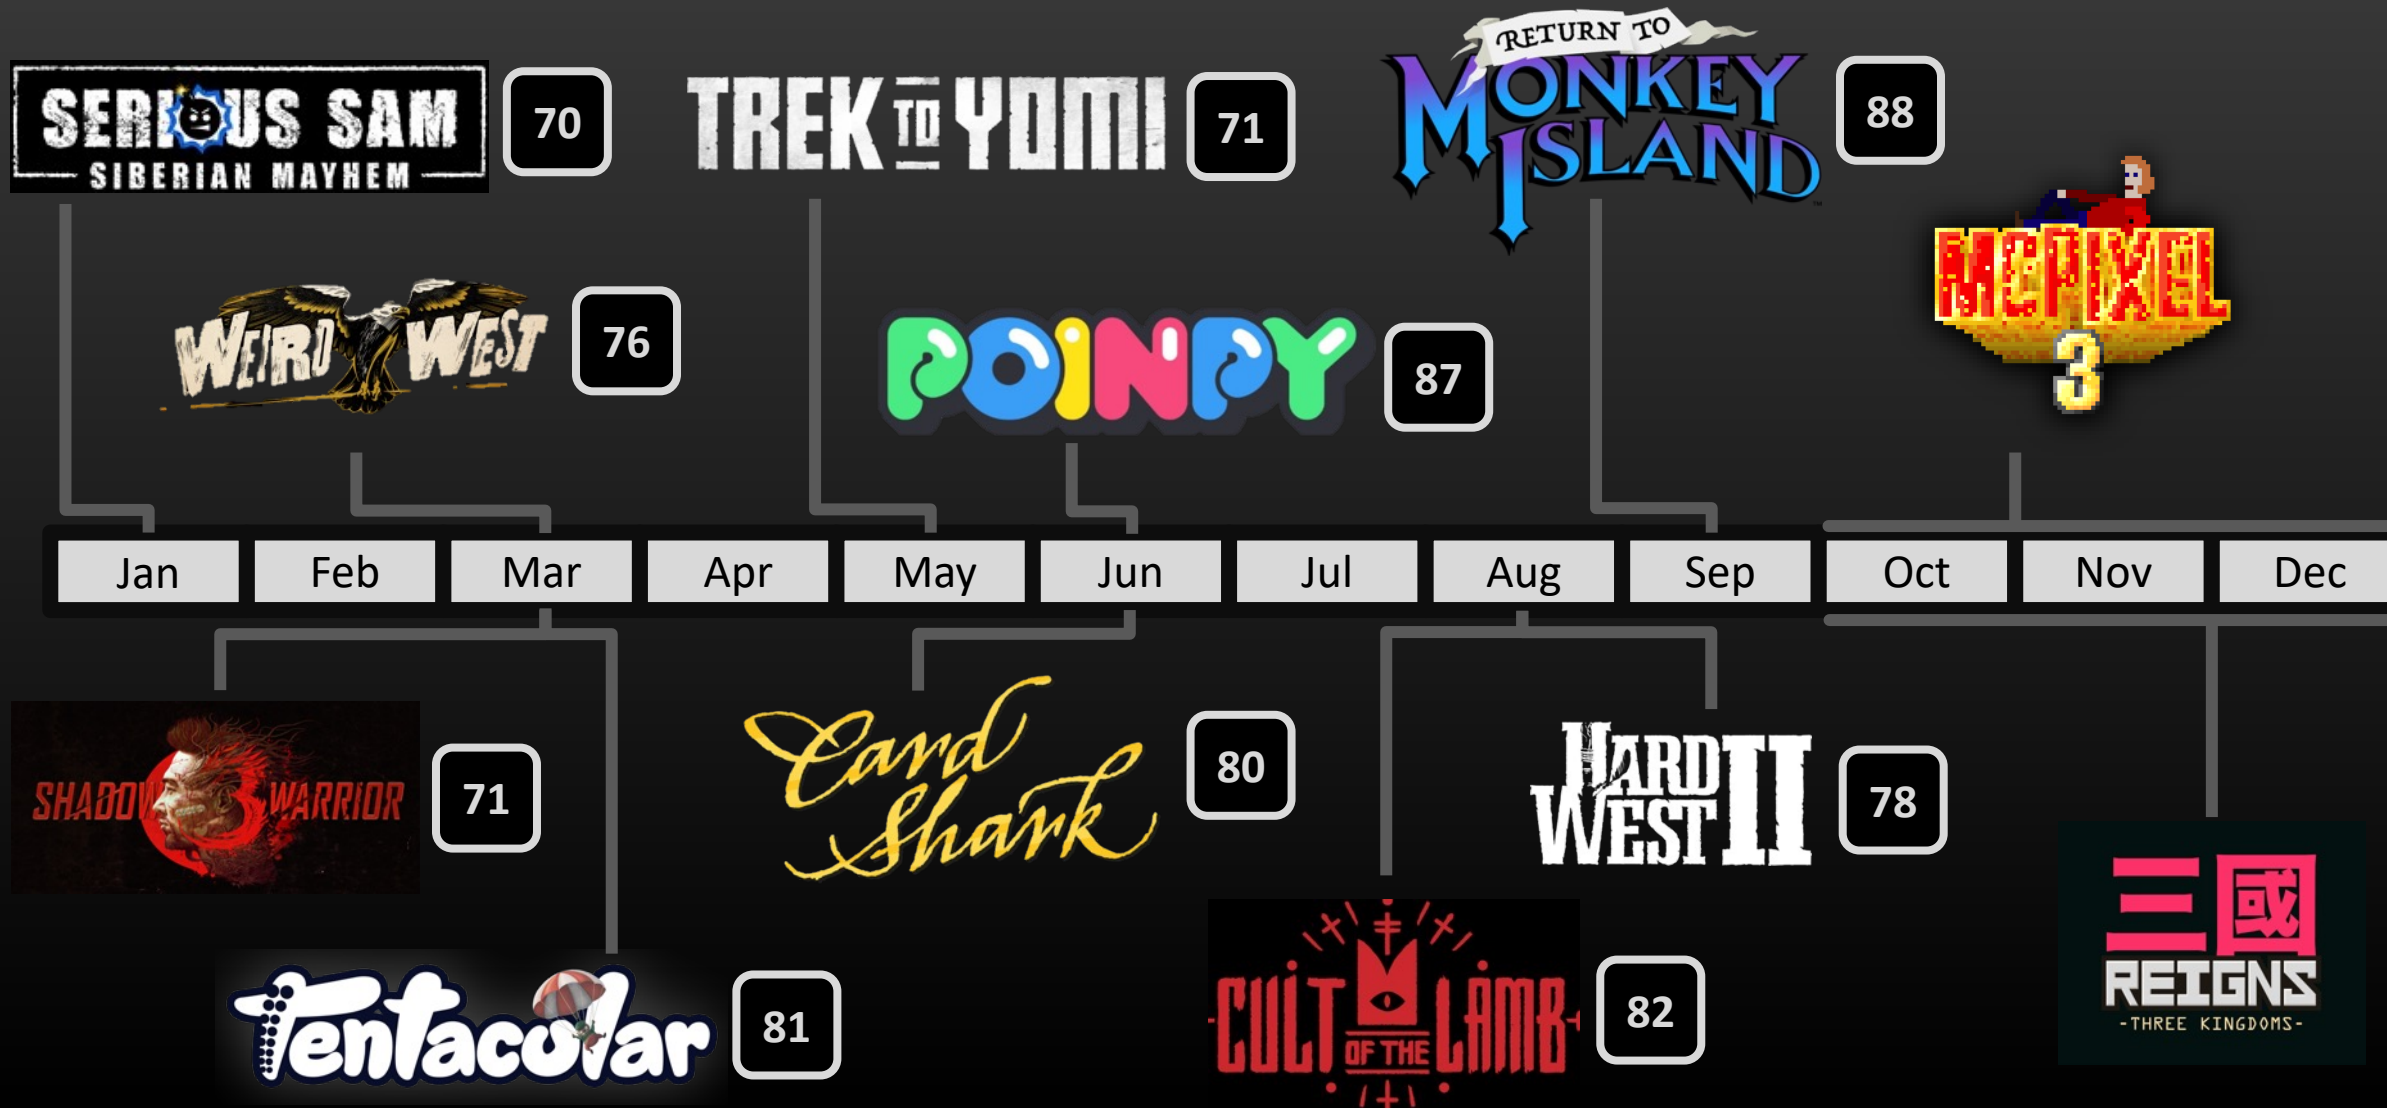 SERIOUS SAM
SIBERIAN MAYHEM
70
TREK TO YOMI
71
RETURN TO
MONKEY
ISLAND
™
88
WEIRD WEST
76
POINPY
87
MCPIXEL
3
Jan Feb Mar Apr May Jun Jul Aug Sep Oct Nov Dec
SHADOW WARRIOR
3
71
Card
Shark
80
HARD
WEST II
78
Tentacular
81
CULT
OF THE
LAMB
82
三國
REIGNS
-THREE KINGDOMS-